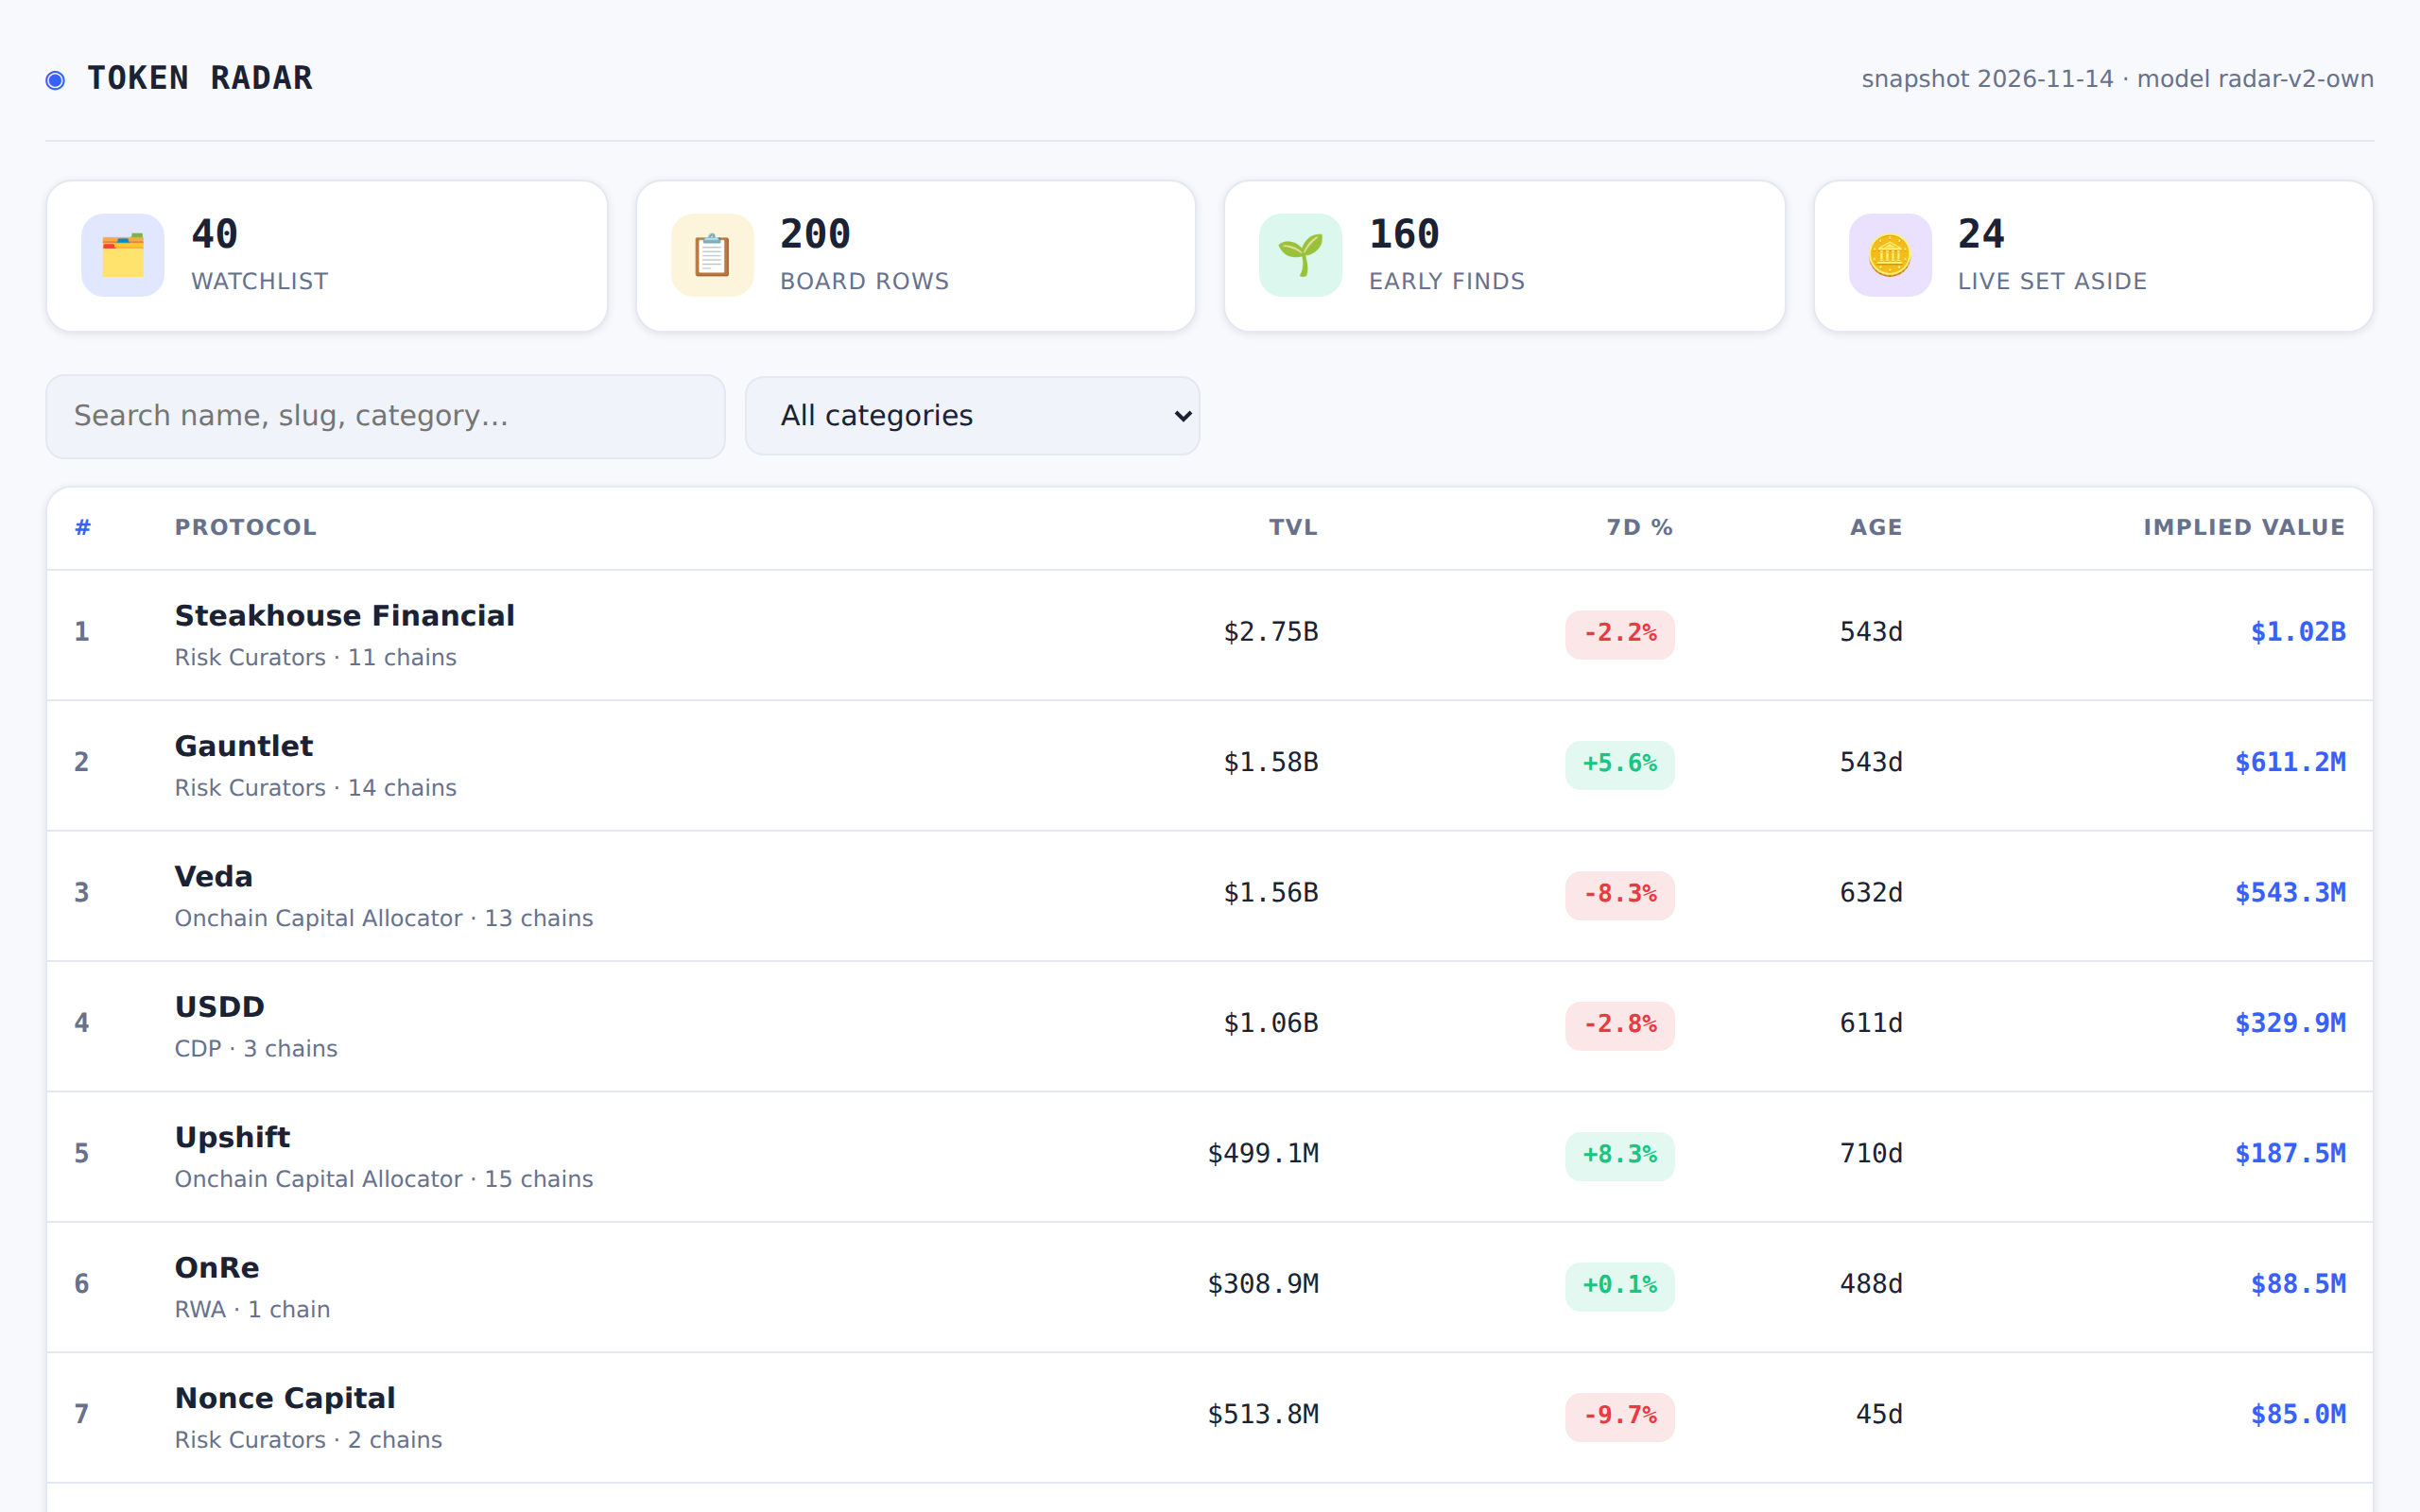 ◉ TOKEN RADAR
snapshot 2026-11-14 · model radar-v2-own
40
WATCHLIST
200
BOARD ROWS
160
EARLY FINDS
24
LIVE SET ASIDE
Search name, slug, category…
All categories
# PROTOCOL TVL 7D % AGE IMPLIED VALUE
1 Steakhouse Financial $2.75B -2.2% 543d $1.02B
Risk Curators · 11 chains
2 Gauntlet $1.58B +5.6% 543d $611.2M
Risk Curators · 14 chains
3 Veda $1.56B -8.3% 632d $543.3M
Onchain Capital Allocator · 13 chains
4 USDD $1.06B -2.8% 611d $329.9M
CDP · 3 chains
5 Upshift $499.1M +8.3% 710d $187.5M
Onchain Capital Allocator · 15 chains
6 OnRe $308.9M +0.1% 488d $88.5M
RWA · 1 chain
7 Nonce Capital $513.8M -9.7% 45d $85.0M
Risk Curators · 2 chains